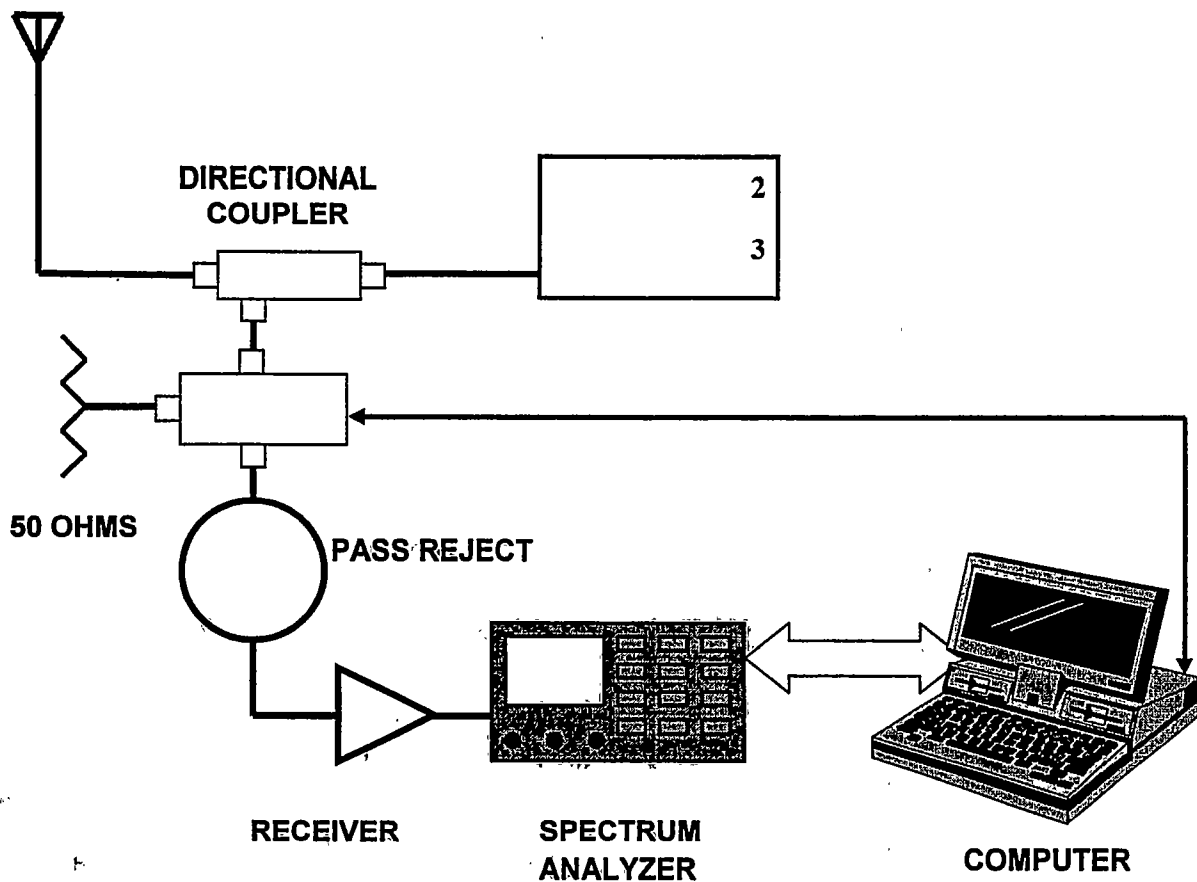 DIRECTIONAL
COUPLER
2
3
50 OHMS
PASS REJECT
RECEIVER
SPECTRUM
ANALYZER
COMPUTER